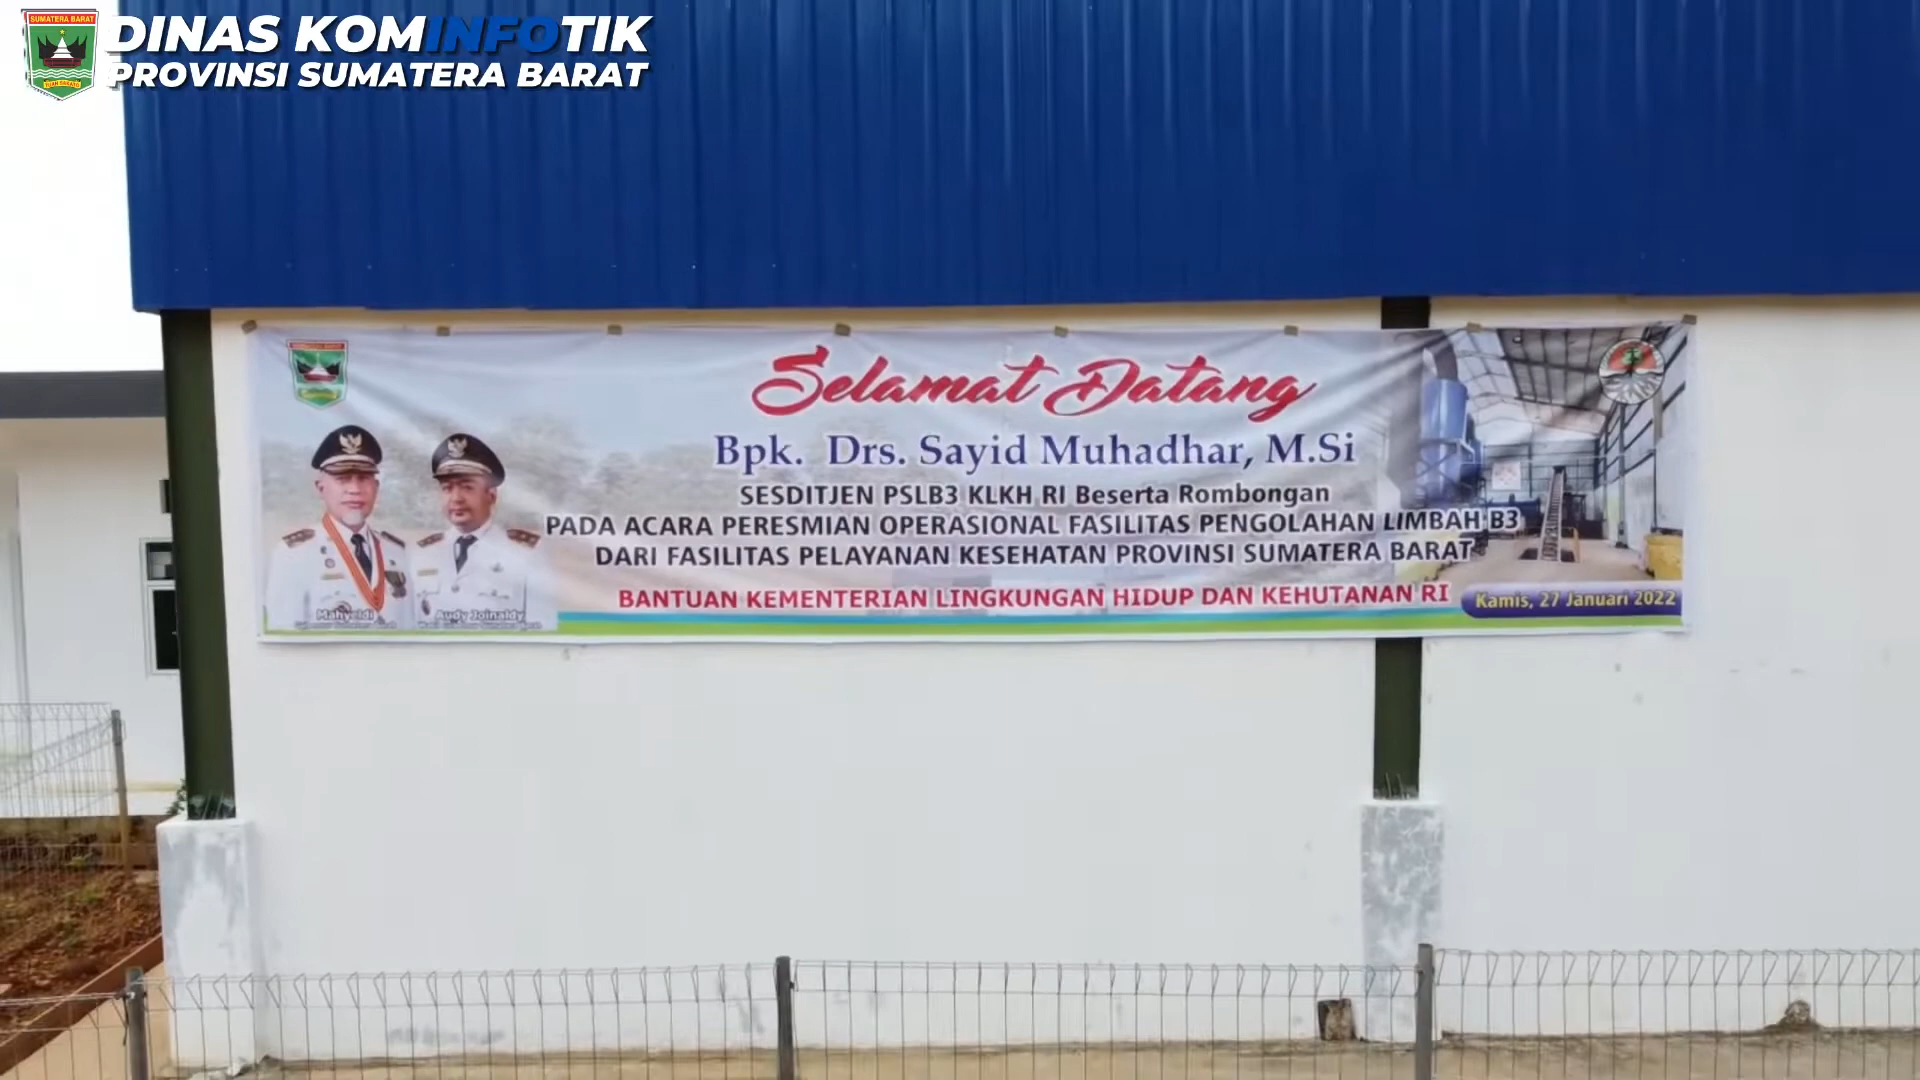 SUMATERA BARAT
DINAS KOMINFOTIK
PROVINSI SUMATERA BARAT
Selamat Datang
Bpk. Drs. Sayid Muhadhar, M.Si
SESDITJEN PSLB3 KLKH RI Beserta Rombongan
PADA ACARA PERESMIAN OPERASIONAL FASILITAS PENGOLAHAN LIMBAH B3
DARI FASILITAS PELAYANAN KESEHATAN PROVINSI SUMATERA BARAT
BANTUAN KEMENTERIAN LINGKUNGAN HIDUP DAN KEHUTANAN RI
Kamis, 27 Januari 2022
Mahyeldi
Audy Joinaldy